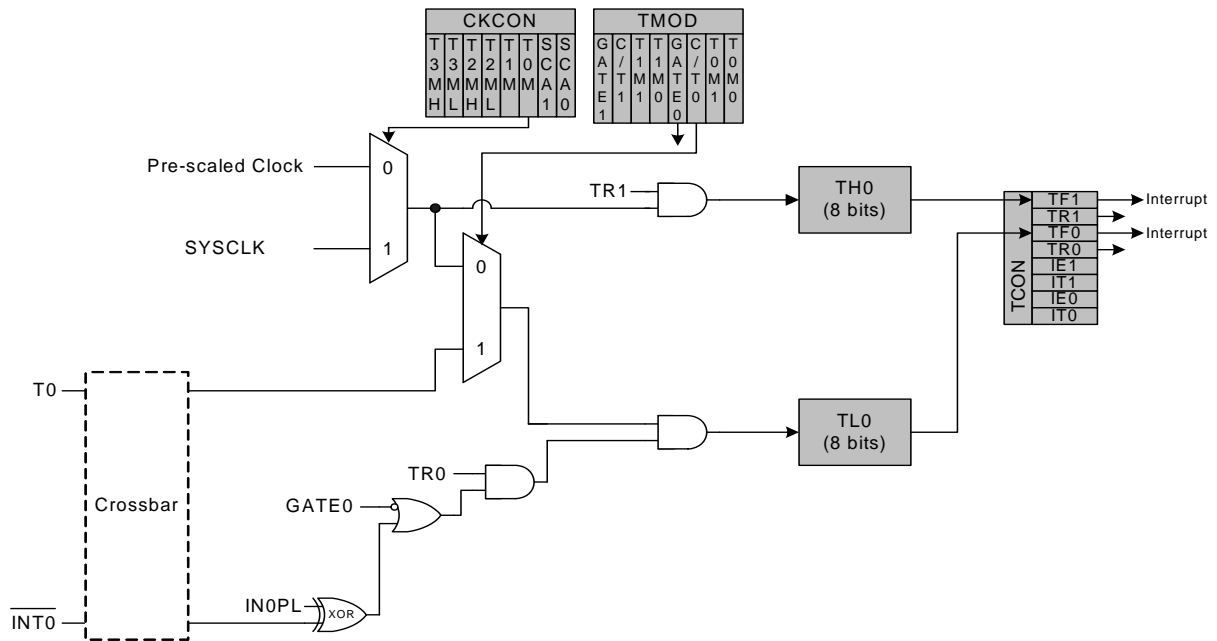 CKCON
T3MH
T3ML
T2MH
T2ML
T1M
T0M
SCA1
SCA0
TMOD
GATE1
C/T1
T1M1
T1M0
GATE0
C/T0
T0M1
T0M0
Pre-scaled Clock
0
SYSCLK
1
TR1
TH0
(8 bits)
TCON
TF1
TR1
TF0
TR0
IE1
IT1
IE0
IT0
Interrupt
Interrupt
0
1
T0
Crossbar
TL0
(8 bits)
TR0
GATE0
IN0PL
XOR
INT0